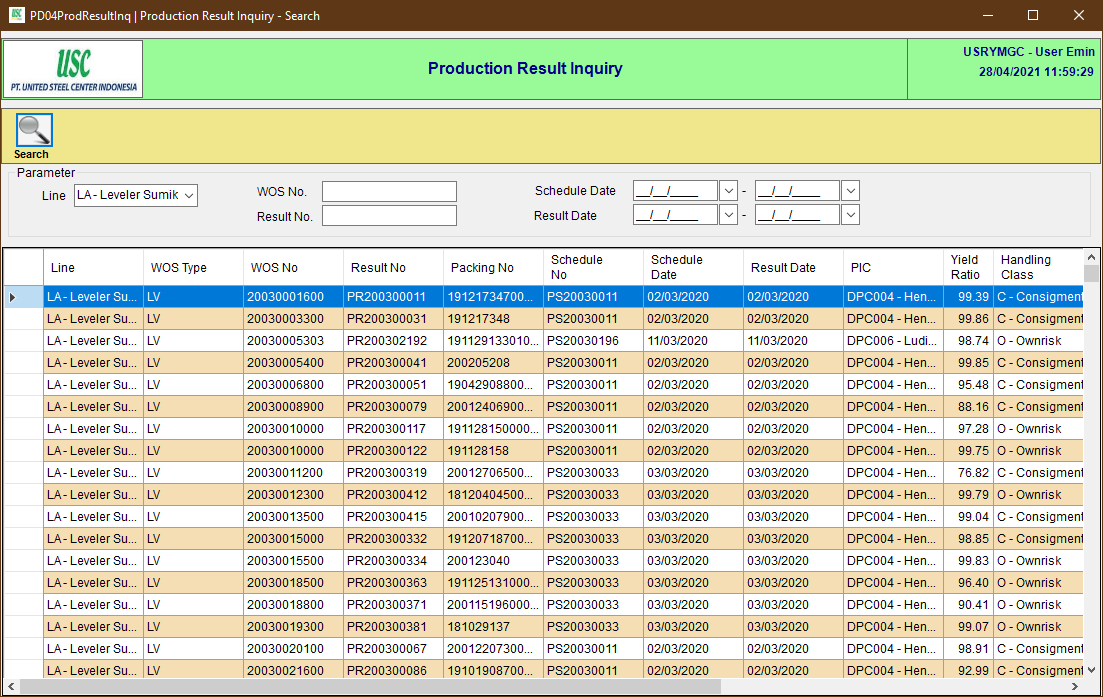 PD04ProdResultInq | Production Result Inquiry - Search
USC
PT. UNITED STEEL CENTER INDONESIA
Production Result Inquiry
USRYMGC - User Emin
28/04/2021 11:59:29
Search
Parameter
Line LA - Leveler Sumik
WOS No.
Result No.
Schedule Date __/__/____ - __/__/____
Result Date __/__/____ - __/__/____
Line WOS Type WOS No Result No Packing No Schedule No Schedule Date Result Date PIC Yield Ratio Handling Class
LA - Leveler Su... LV 20030001600 PR200300011 19121734700... PS20030011 02/03/2020 02/03/2020 DPC004 - Hen... 99.39 C - Consigment
LA - Leveler Su... LV 20030003300 PR200300031 191217348 PS20030011 02/03/2020 02/03/2020 DPC004 - Hen... 99.86 C - Consigment
LA - Leveler Su... LV 20030005303 PR200302192 191129133010... PS20030196 11/03/2020 11/03/2020 DPC006 - Ludi... 98.74 O - Ownrisk
LA - Leveler Su... LV 20030005400 PR200300041 200205208 PS20030011 02/03/2020 02/03/2020 DPC004 - Hen... 99.85 C - Consigment
LA - Leveler Su... LV 20030006800 PR200300051 19042908800... PS20030011 02/03/2020 02/03/2020 DPC004 - Hen... 95.48 C - Consigment
LA - Leveler Su... LV 20030008900 PR200300079 20012406900... PS20030011 02/03/2020 02/03/2020 DPC004 - Hen... 88.16 C - Consigment
LA - Leveler Su... LV 20030010000 PR200300117 191128150000... PS20030011 02/03/2020 02/03/2020 DPC004 - Hen... 97.28 O - Ownrisk
LA - Leveler Su... LV 20030010000 PR200300122 191128158 PS20030011 02/03/2020 02/03/2020 DPC004 - Hen... 99.75 O - Ownrisk
LA - Leveler Su... LV 20030011200 PR200300319 20012706500... PS20030033 03/03/2020 03/03/2020 DPC004 - Hen... 76.82 C - Consigment
LA - Leveler Su... LV 20030012300 PR200300412 18120404500... PS20030033 03/03/2020 03/03/2020 DPC004 - Hen... 99.79 O - Ownrisk
LA - Leveler Su... LV 20030013500 PR200300415 20010207900... PS20030033 03/03/2020 03/03/2020 DPC004 - Hen... 99.04 C - Consigment
LA - Leveler Su... LV 20030015000 PR200300332 19120718700... PS20030033 03/03/2020 03/03/2020 DPC004 - Hen... 98.85 C - Consigment
LA - Leveler Su... LV 20030015500 PR200300334 200123040 PS20030033 03/03/2020 03/03/2020 DPC004 - Hen... 99.83 O - Ownrisk
LA - Leveler Su... LV 20030018500 PR200300363 191125131000... PS20030033 03/03/2020 03/03/2020 DPC004 - Hen... 96.40 O - Ownrisk
LA - Leveler Su... LV 20030018800 PR200300371 200115196000... PS20030033 03/03/2020 03/03/2020 DPC004 - Hen... 90.41 O - Ownrisk
LA - Leveler Su... LV 20030019300 PR200300381 181029137 PS20030033 03/03/2020 03/03/2020 DPC004 - Hen... 99.07 O - Ownrisk
LA - Leveler Su... LV 20030020100 PR200300067 20012207300... PS20030011 02/03/2020 02/03/2020 DPC004 - Hen... 98.91 C - Consigment
LA - Leveler Su... LV 20030021600 PR200300086 19101908700... PS20030011 02/03/2020 02/03/2020 DPC004 - Hen... 92.99 C - Consigment